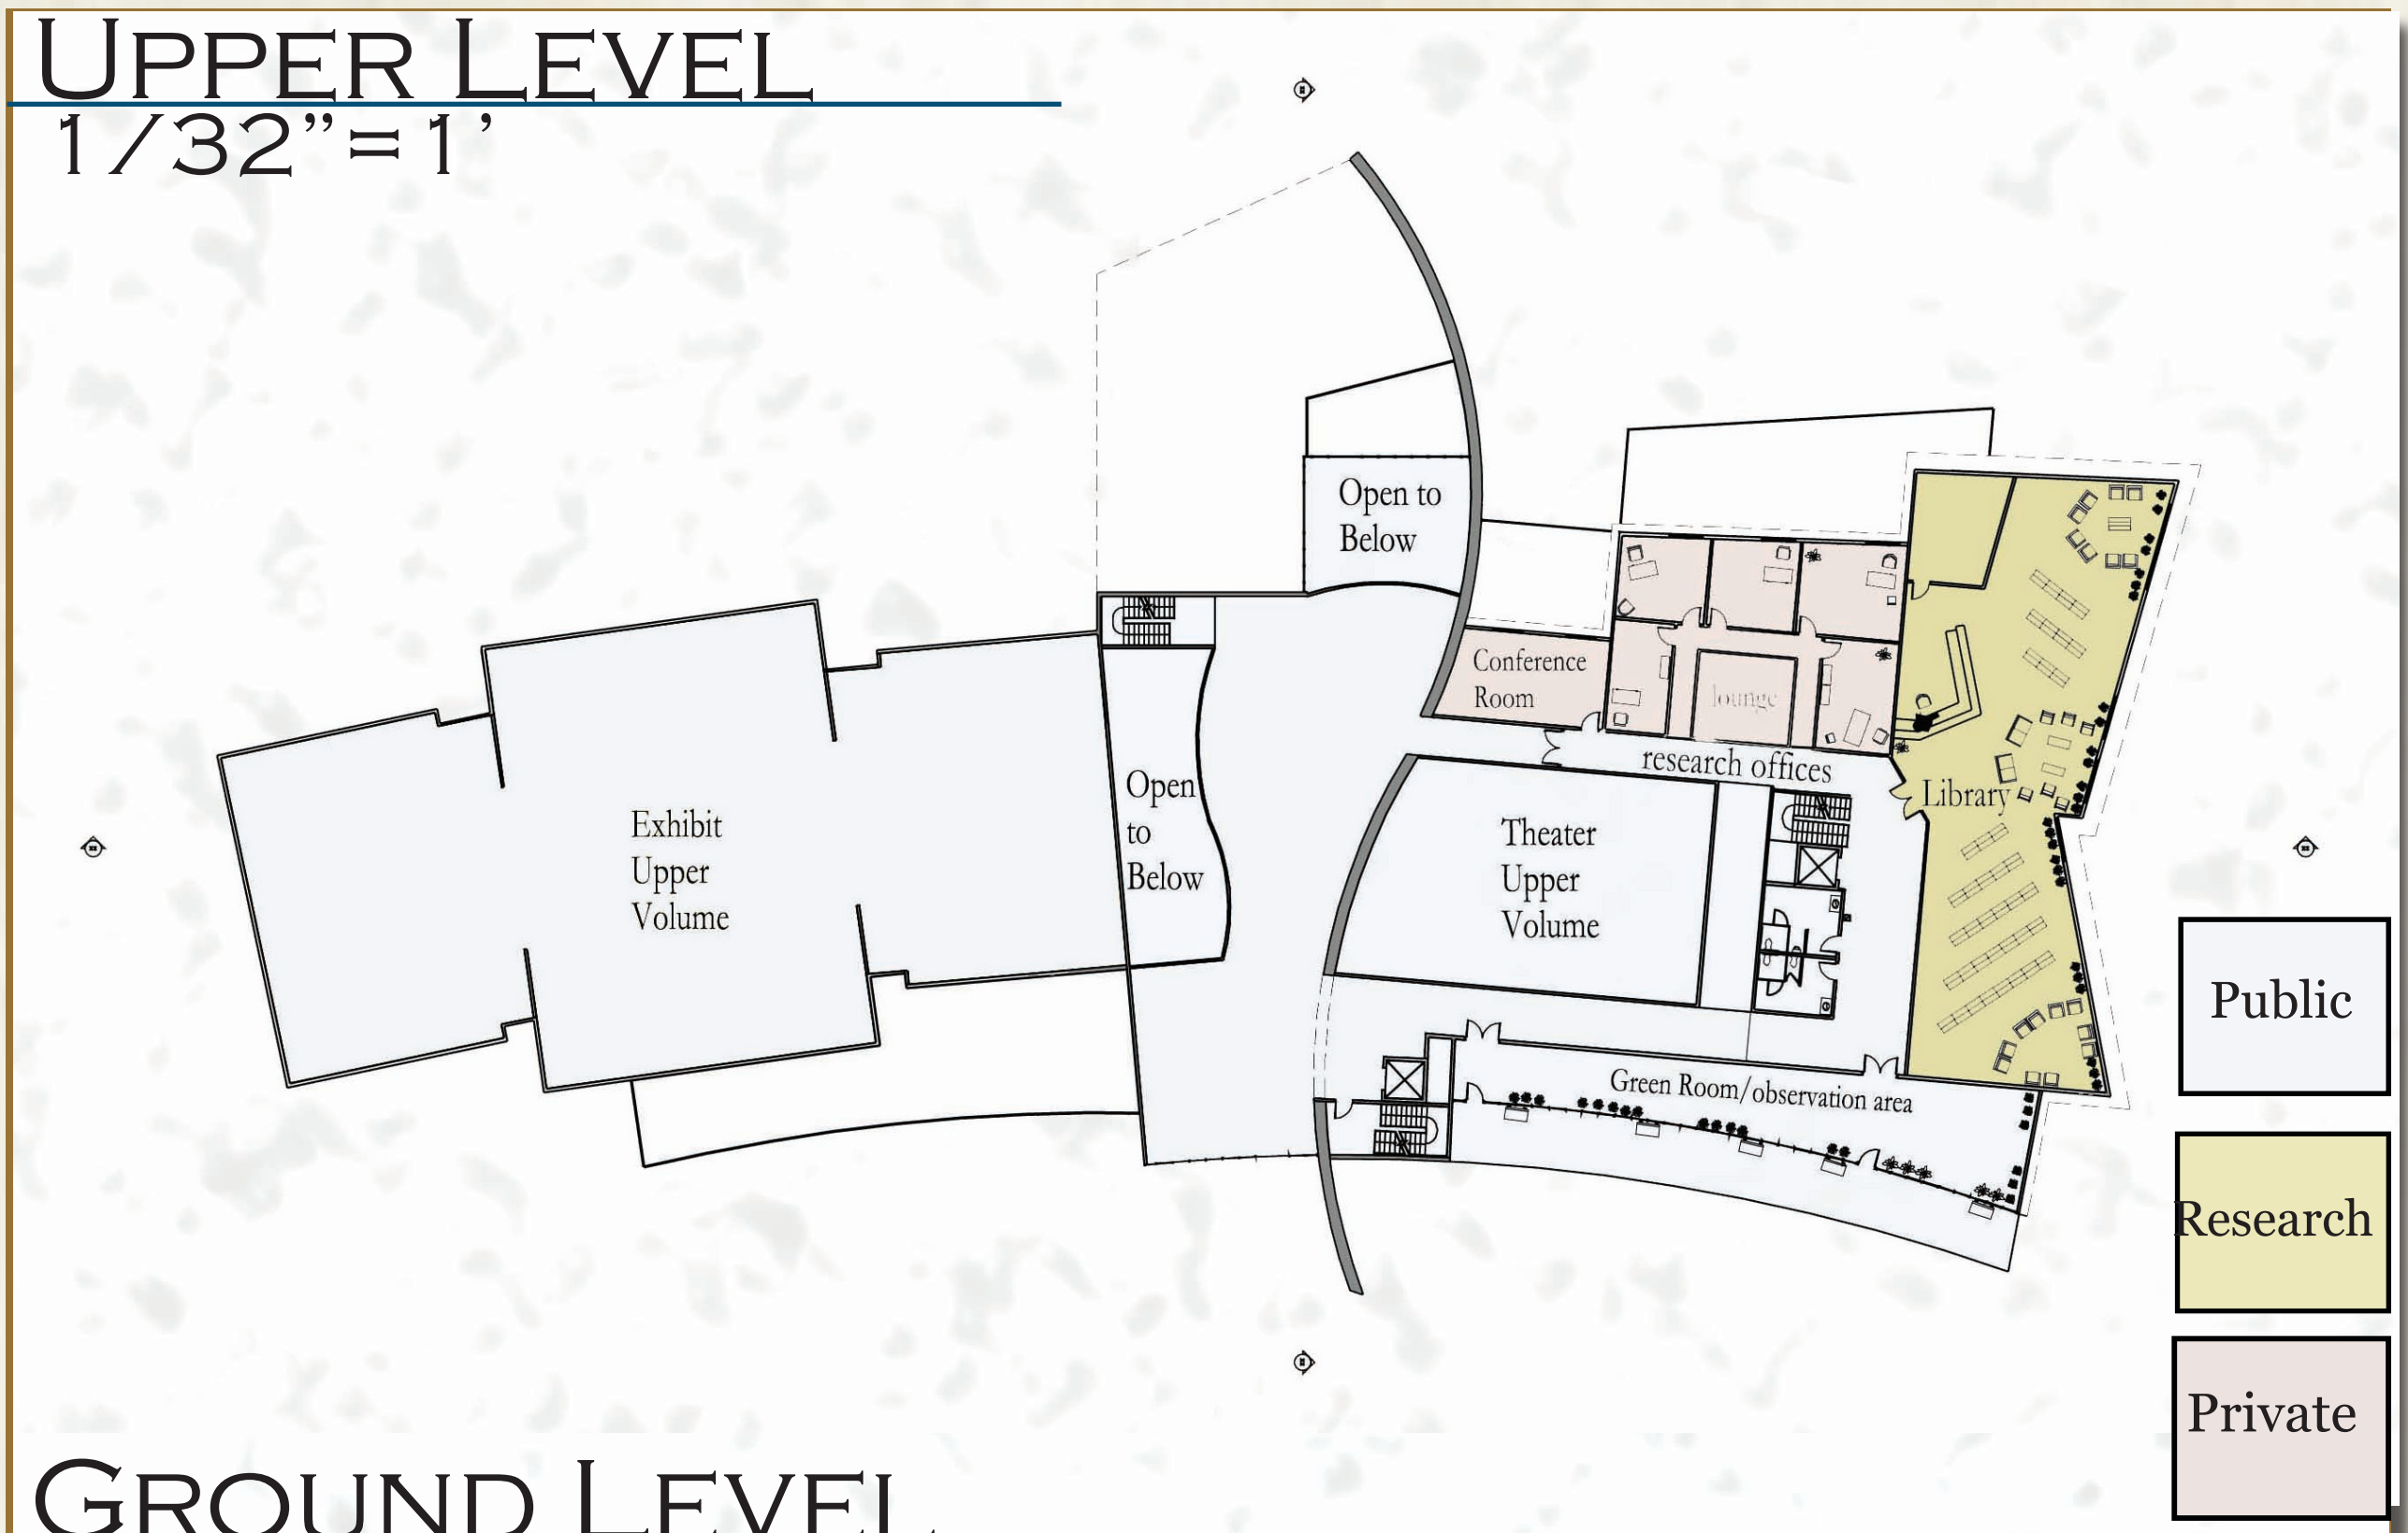 UPPER LEVEL
1/32”= 1’
Open to
Below
Conference
Room
lounge
research offices
Library
Open
to
Below
Exhibit
Upper
Volume
Theater
Upper
Volume
Green Room/observation area
Public
Research
Private
GROUND LEVEL